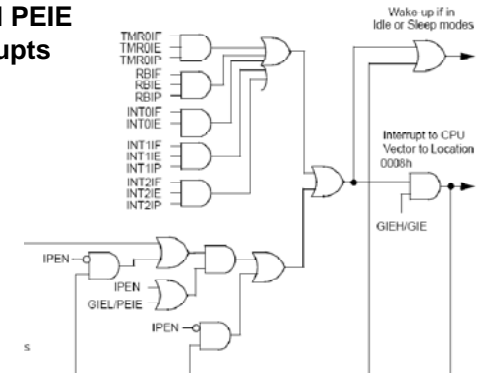 PEIE
upts
Wake up if in
Idle or Sleep modes
TMR0IF
TMR0IE
TMR0IP
RBIF
RBIE
RBIP
INT0IF
INT0IE
INT1IF
INT1IE
INT1IP
INT2IF
INT2IE
INT2IP
Interrupt to CPU
Vector to Location
0008h
GIEH/GIE
IPEN
IPEN
GIEL/PEIE
IPEN
s